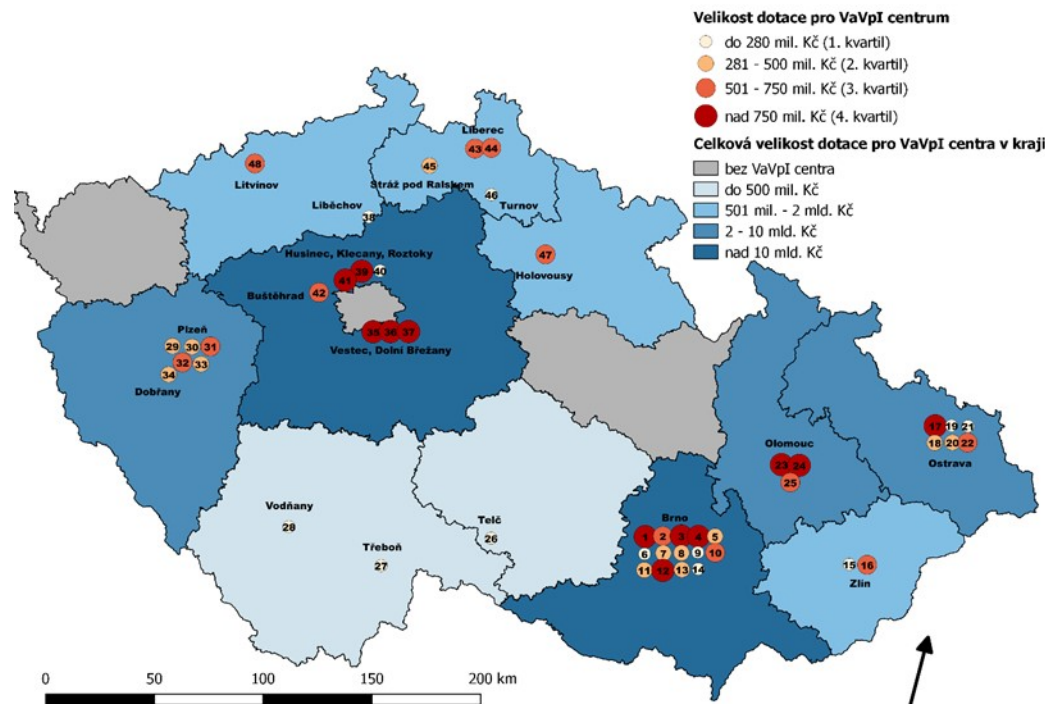 Velikost dotace pro VaVpI centrum
do 280 mil. Kč (1. kvartil)
281 - 500 mil. Kč (2. kvartil)
501 - 750 mil. Kč (3. kvartil)
nad 750 mil. Kč (4. kvartil)
Celková velikost dotace pro VaVpI centra v kraji
bez VaVpI centra
do 500 mil. Kč
501 mil. - 2 mld. Kč
2 - 10 mld. Kč
nad 10 mld. Kč
Liberec
43 44
48
Litvínov
45
Stráž pod Ralskem
46
Turnov
Liběchov
38
47
Holovousy
Husinec, Klecany, Roztoky
41 39 40
Buštěhrad 42
35 36 37
Vestec, Dolní Břežany
Plzeň
29 30 31
32 33
34
Dobřany
17 19 21
18 20 22
Ostrava
Olomouc
23 24
25
Vodňany
28
Třeboň
27
Telč
26
Brno
1 2 3 4 5
6 7 8 9 10
11 12 13 14
15 16
Zlín
0 50 100 150 200 km